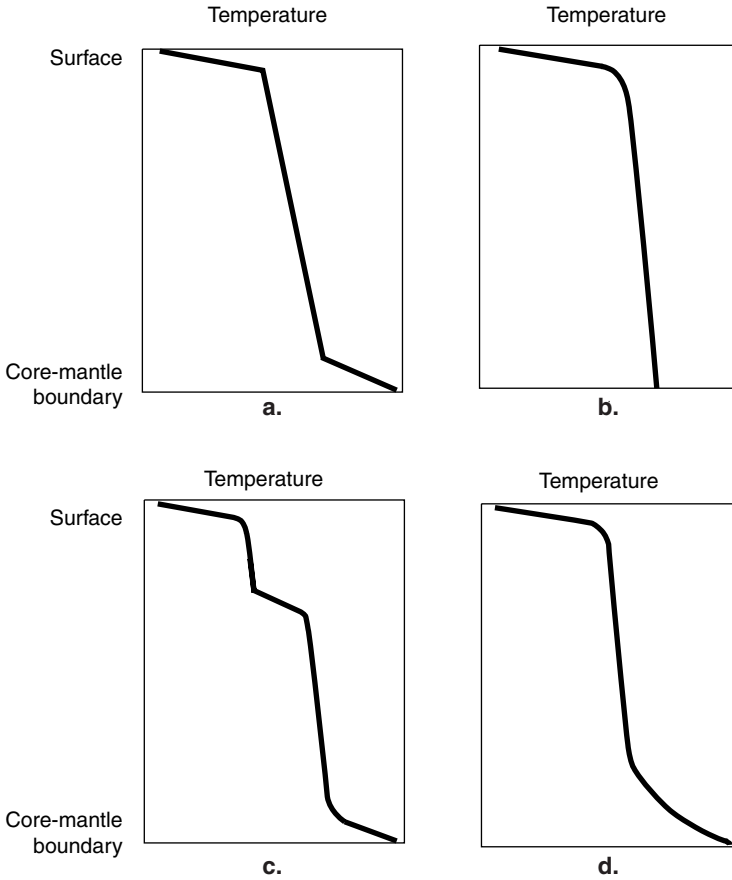 Temperature
Temperature
Surface
Core-mantle
boundary
a.
b.
Temperature
Temperature
Surface
Core-mantle
boundary
c.
d.